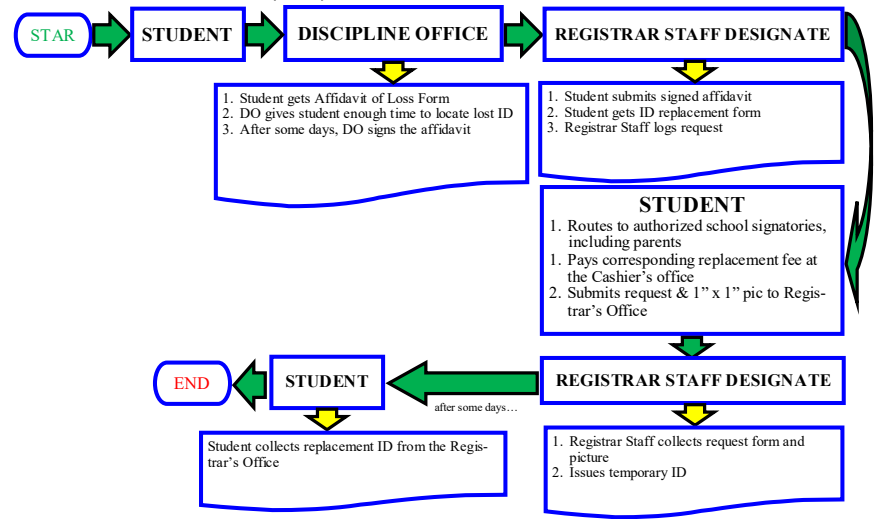 STAR
STUDENT
DISCIPLINE OFFICE
REGISTRAR STAFF DESIGNATE
1. Student gets Affidavit of Loss Form
2. DO gives student enough time to locate lost ID
3. After some days, DO signs the affidavit
1. Student submits signed affidavit
2. Student gets ID replacement form
3. Registrar Staff logs request
STUDENT
1. Routes to authorized school signatories,
including parents
1. Pays corresponding replacement fee at
the Cashier's office
2. Submits request & 1” x 1” pic to Regis-
trar's Office
REGISTRAR STAFF DESIGNATE
after some days…
STUDENT
END
1. Registrar Staff collects request form and
picture
2. Issues temporary ID
Student collects replacement ID from the Regis-
trar's Office